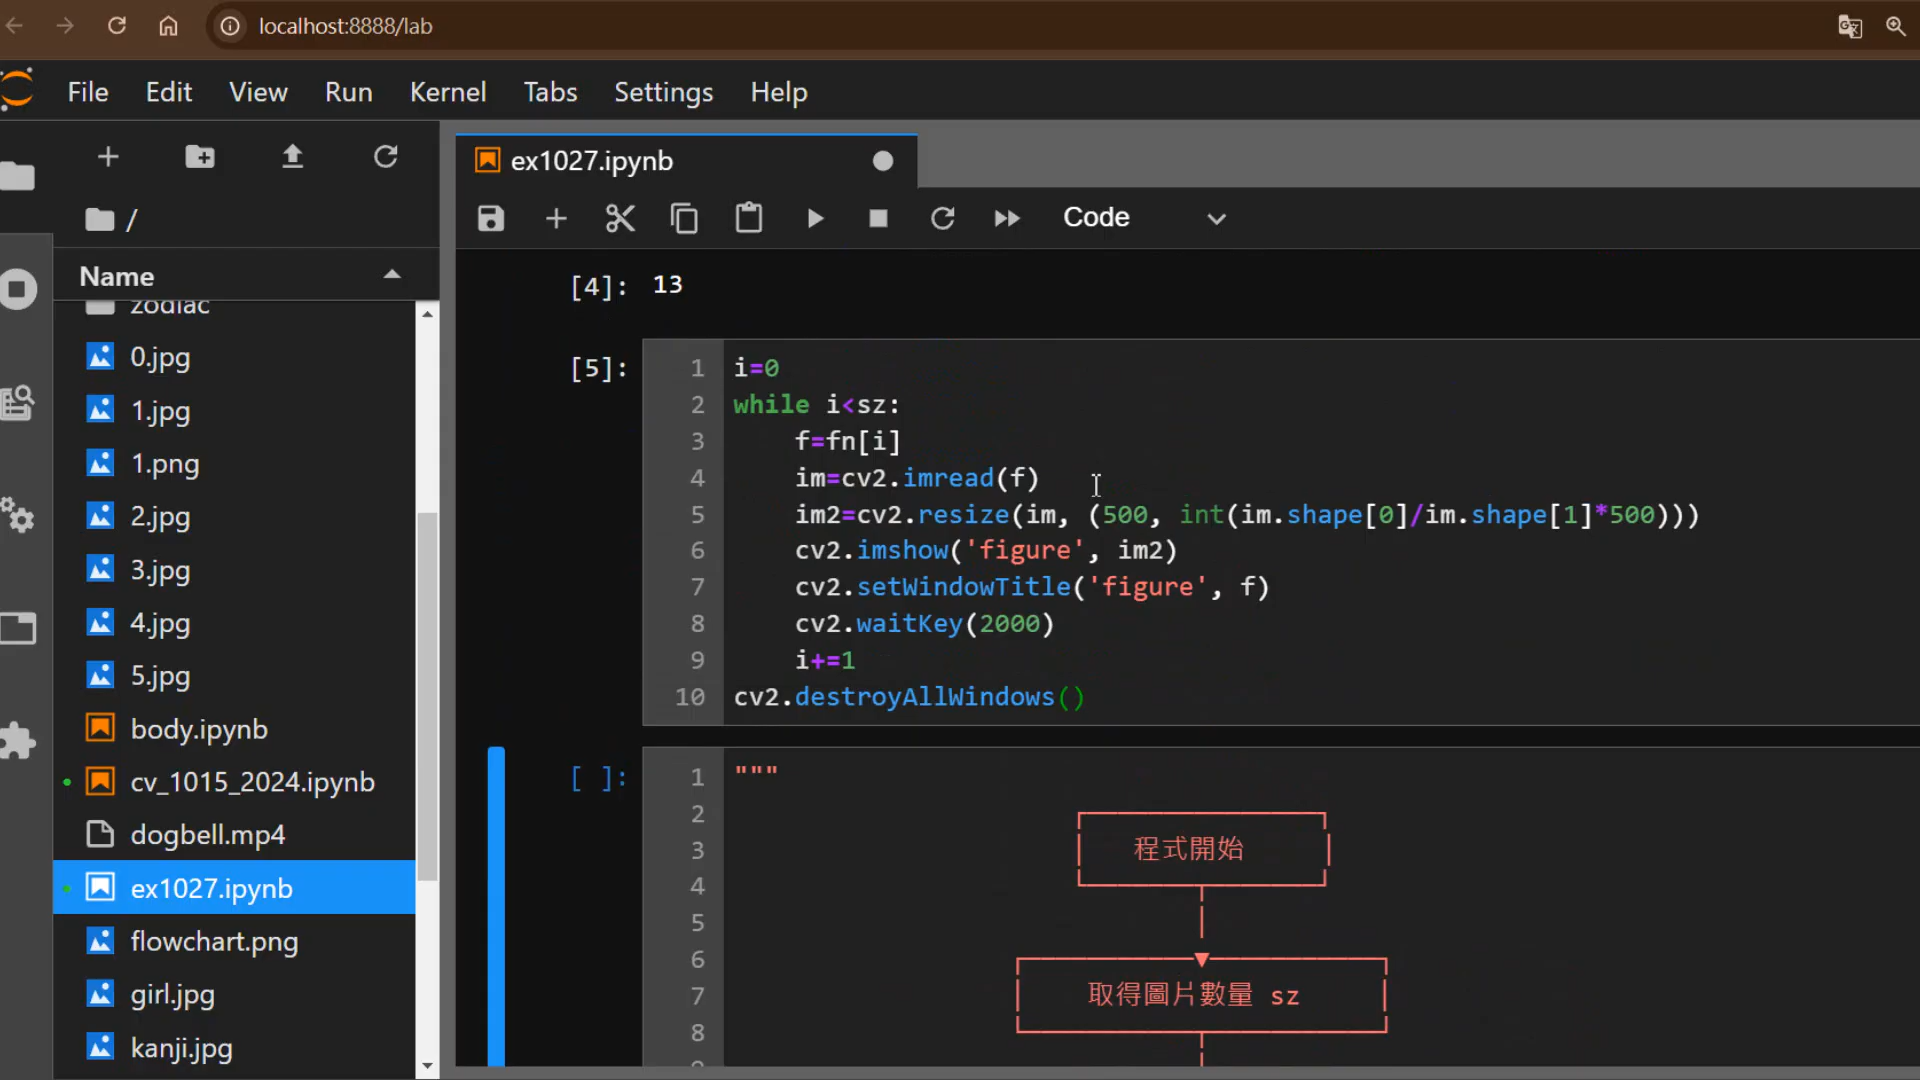 localhost:8888/lab
File Edit View Run Kernel Tabs Settings Help
ex1027.ipynb
/
Code
Name
zodiac
0.jpg
1.jpg
1.png
2.jpg
3.jpg
4.jpg
5.jpg
body.ipynb
cv_1015_2024.ipynb
dogbell.mp4
ex1027.ipynb
flowchart.png
girl.jpg
kanji.jpg
[4]: 13
[5]:
1 i=0
2 while i<sz:
3 f=fn[i]
4 im=cv2.imread(f)
5 im2=cv2.resize(im, (500, int(im.shape[0]/im.shape[1]*500)))
6 cv2.imshow('figure', im2)
7 cv2.setWindowTitle('figure', f)
8 cv2.waitKey(2000)
9 i+=1
10 cv2.destroyAllWindows()
[ ]:
1 """
2
3 程式開始
4
5
6
7 取得圖片數量 sz
8